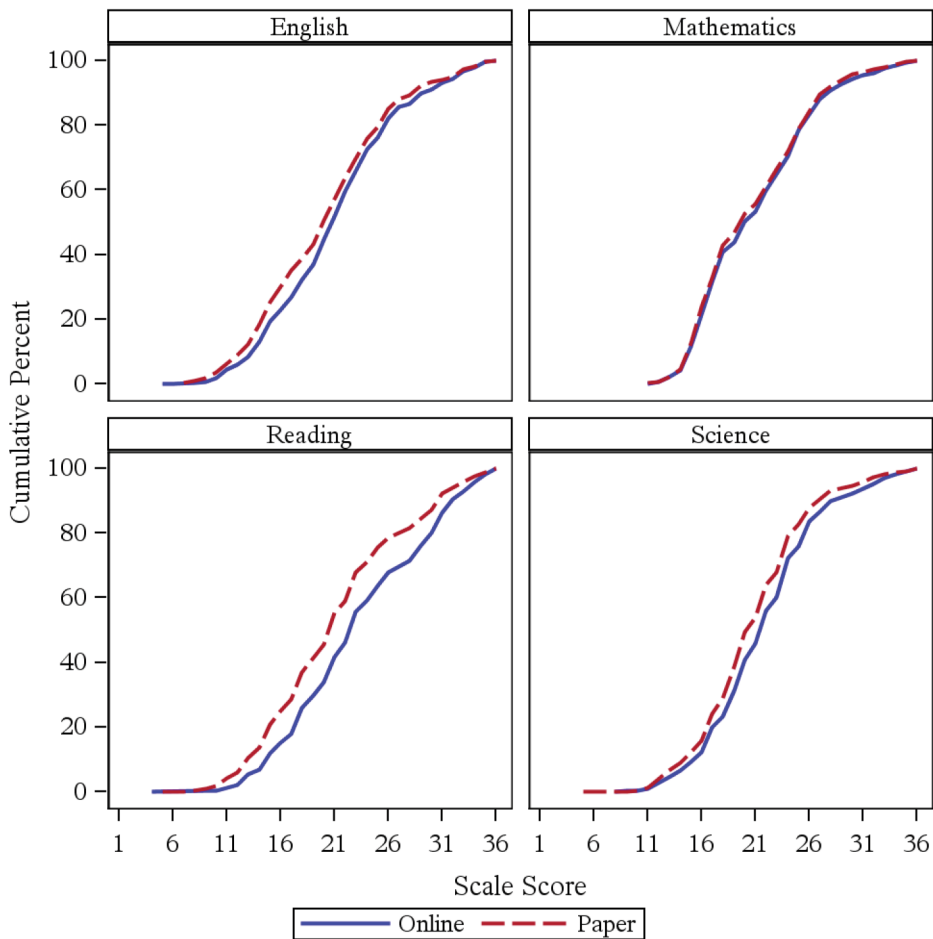 English
Mathematics
100
80
60
40
20
0
Reading
Science
100
80
60
40
20
0
Cumulative Percent
1 6 11 16 21 26 31 36
1 6 11 16 21 26 31 36
Scale Score
Online Paper